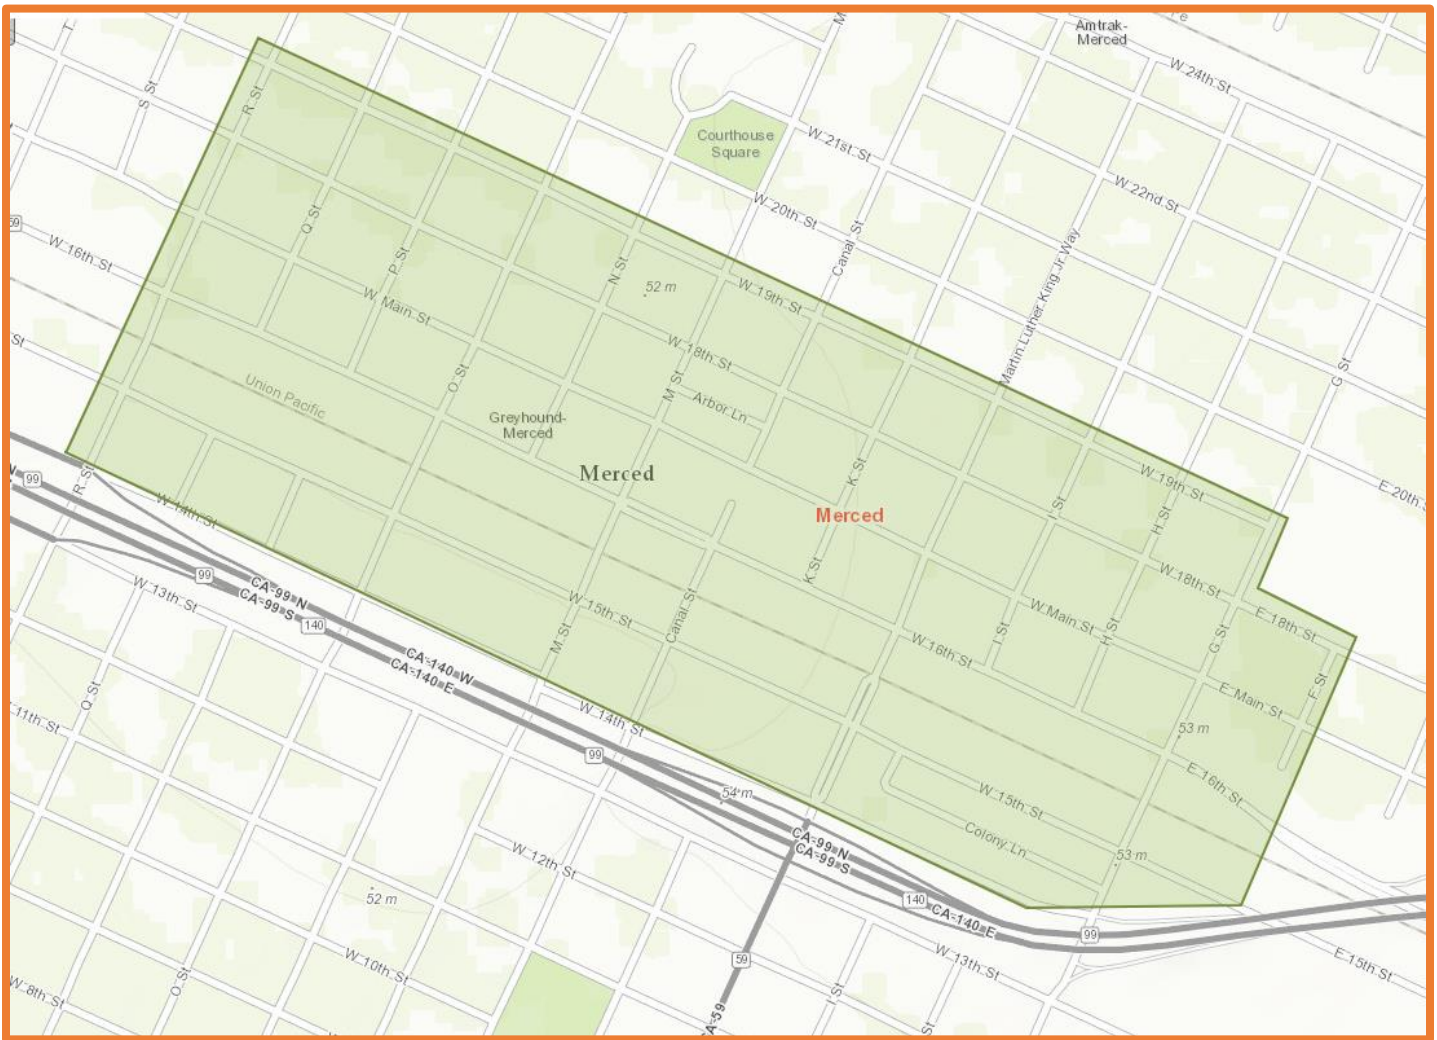 Amtrak-
Merced
W 24th St
S St
R St
Courthouse
Square
W 21st St
W 22nd St
W 20th St
Q St
P St
N St
52 m
Canal St
Martin Luther King Jr Way
W 16th St
W Main St
W 19th St
W 18th St
G St
Union Pacific
O St
M St
Arbor Ln
Greyhound-
Merced
Merced
Merced
K St
I St
H St
W 19th St
E 20th St
R St
99
W 14th St
99
W 13th St
CA-99 N
CA-99 S
140
CA-140 W
CA-140 E
W 15th St
M St
Canal St
K St
W 16th St
W Main St
I St
H St
W 18th St
E 18th St
G St
F St
E Main St
53 m
E 16th St
Q St
11th St
W 14th St
99
54 m
W 15th St
Colony Ln
53 m
CA-99 N
CA-99 S
140
CA-140 E
99
W 12th St
52 m
W 10th St
O St
W 8th St
59
I St
W 13th St
E 15th St
St